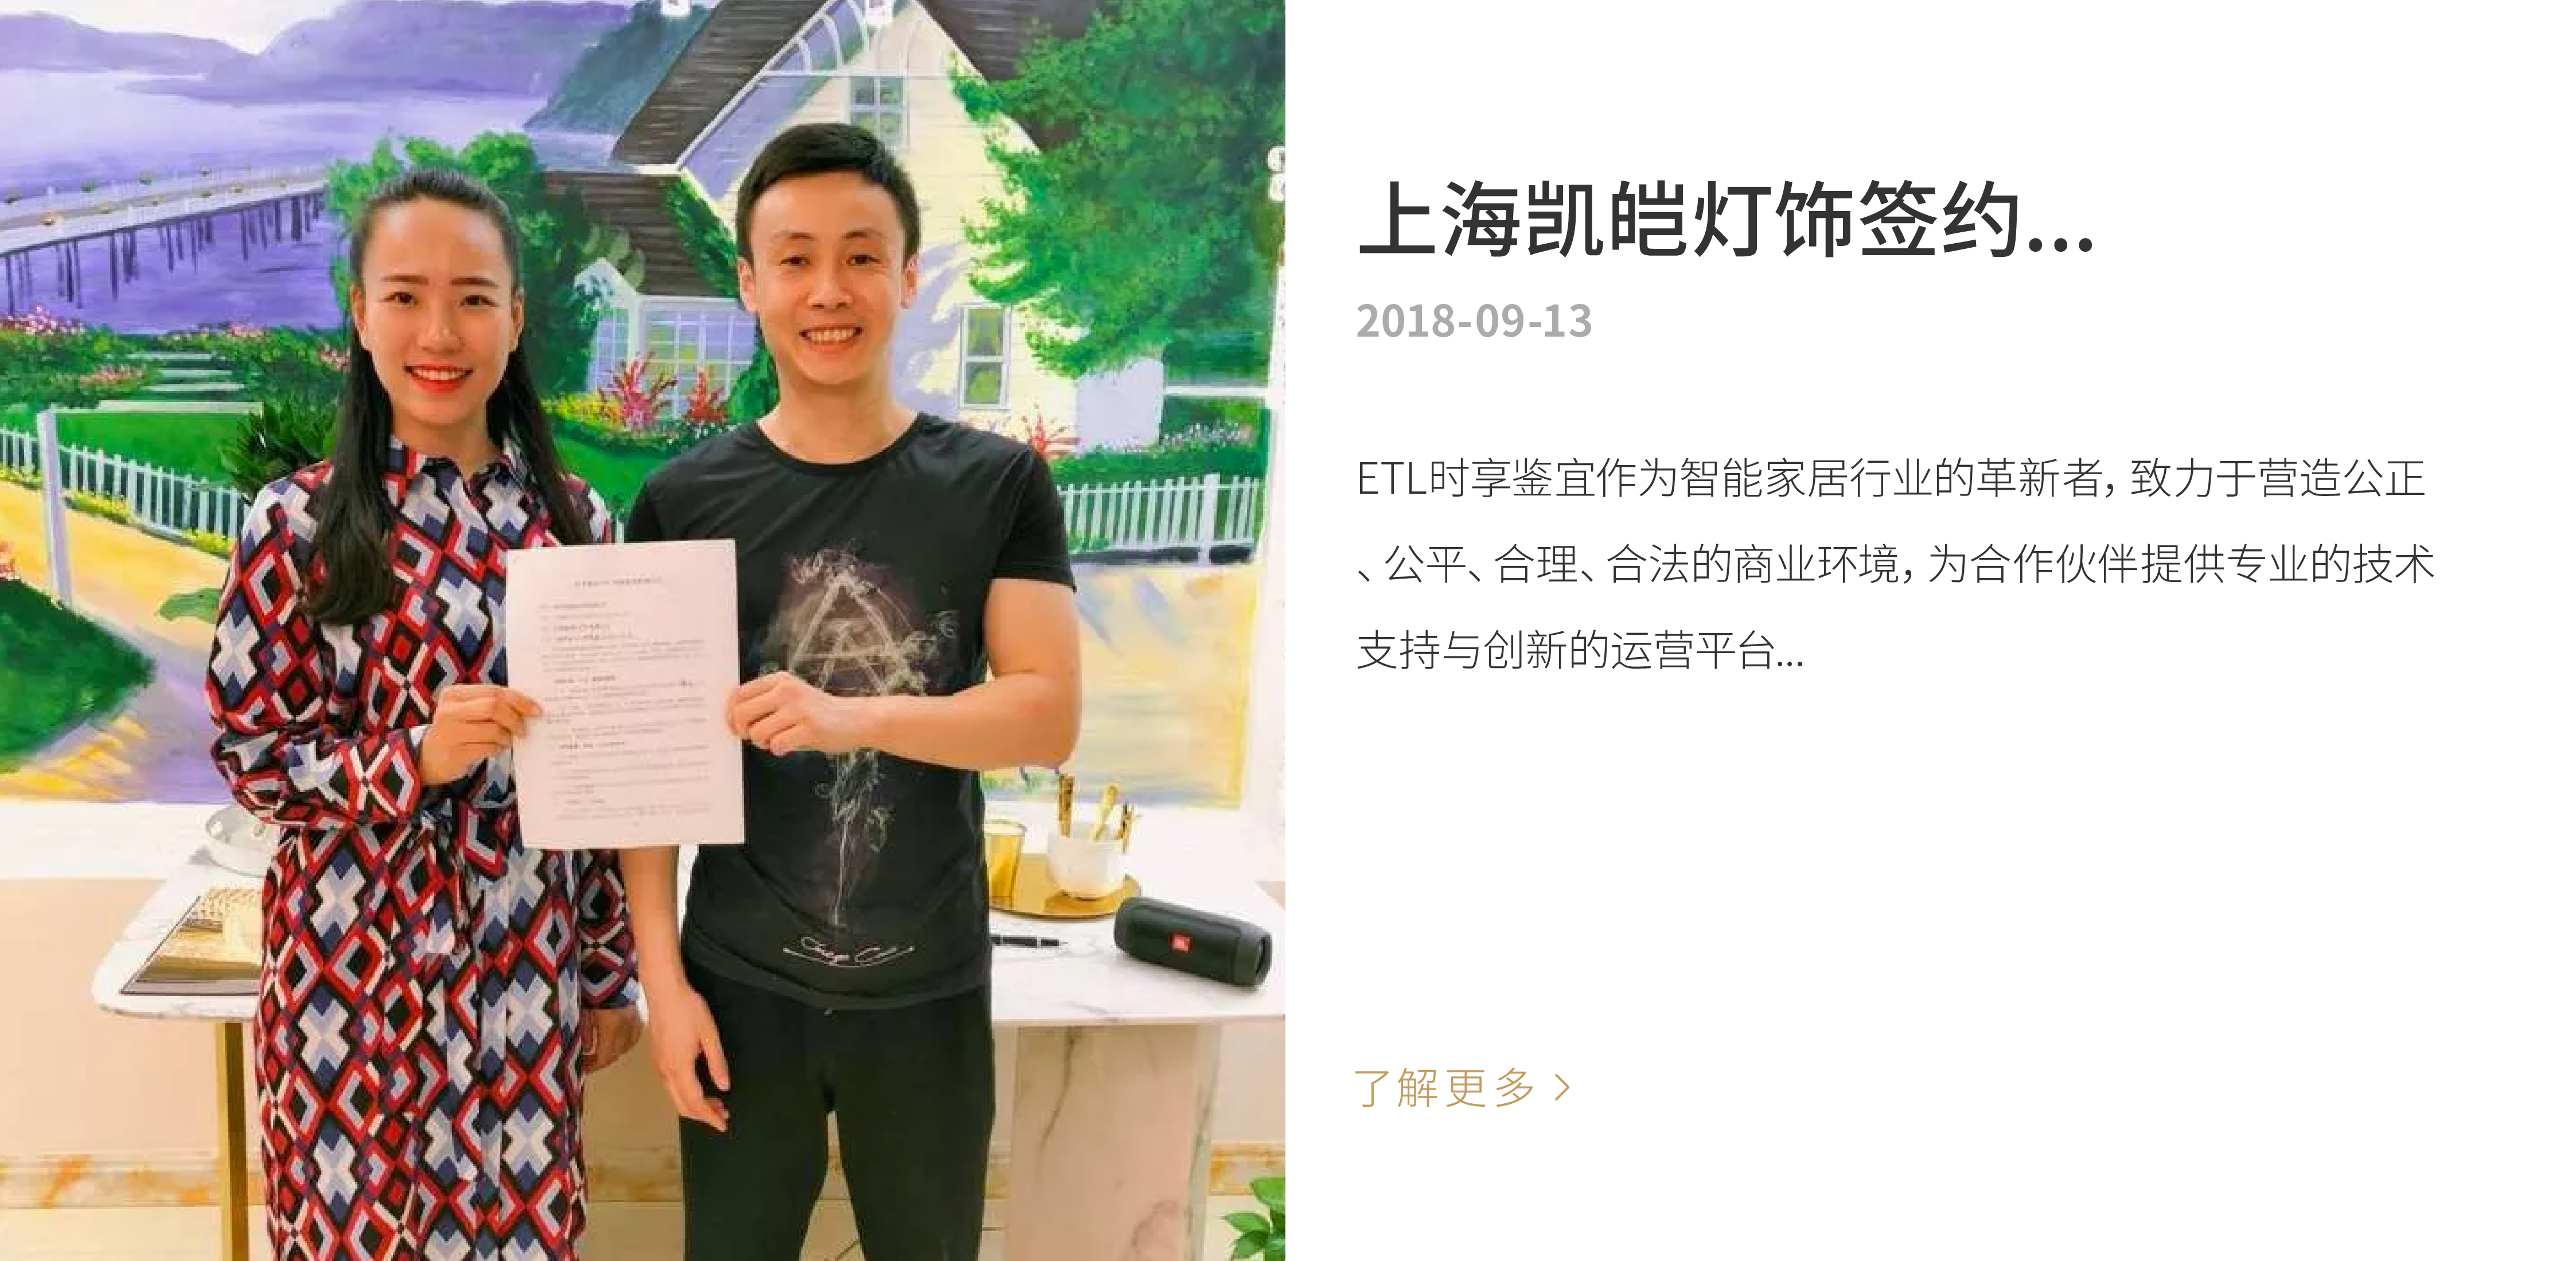 上海凯皑灯饰签约...
2018-09-13
ETL时享鉴宜作为智能家居行业的革新者，致力于营造公正
、公平、合理、合法的商业环境，为合作伙伴提供专业的技术
支持与创新的运营平台...
了解更多 >